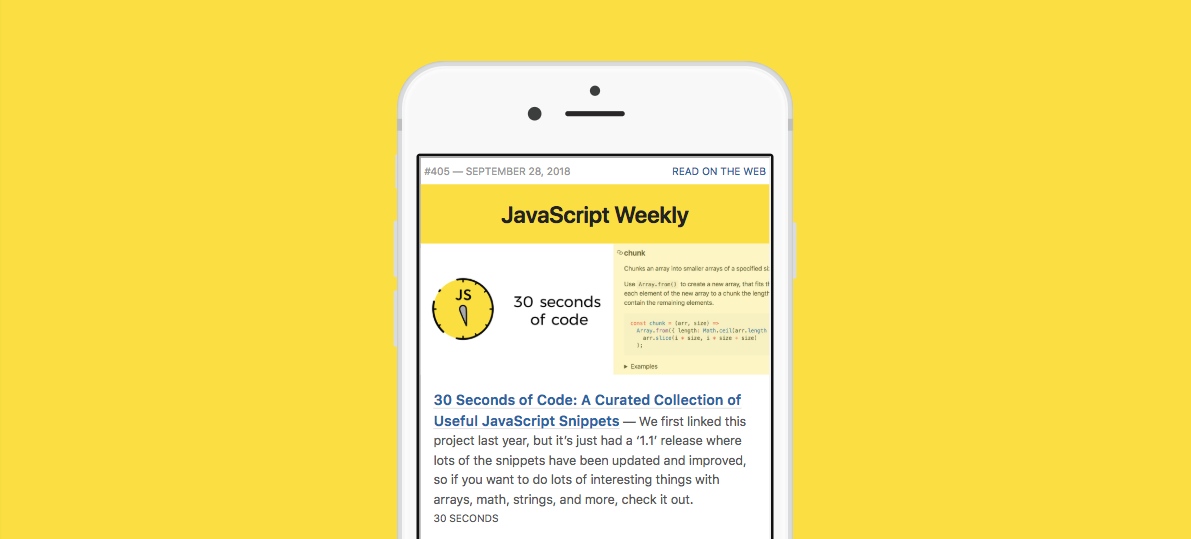 #405 — SEPTEMBER 28, 2018 READ ON THE WEB
JavaScript Weekly
JS
30 seconds
of code
chunk
Chunks an array into smaller arrays of a specified
Use Array.from() to create a new array, that fits
each element of the new array to a chunk the length
contain the remaining elements.
const chunk = (arr, size) =>
Array.from({ length: Math.ceil(arr.length
arr.slice(i * size, i * size + size)
);
▸ Examples
30 Seconds of Code: A Curated Collection of
Useful JavaScript Snippets — We first linked this
project last year, but it’s just had a ‘1.1’ release where
lots of the snippets have been updated and improved,
so if you want to do lots of interesting things with
arrays, math, strings, and more, check it out.
30 SECONDS